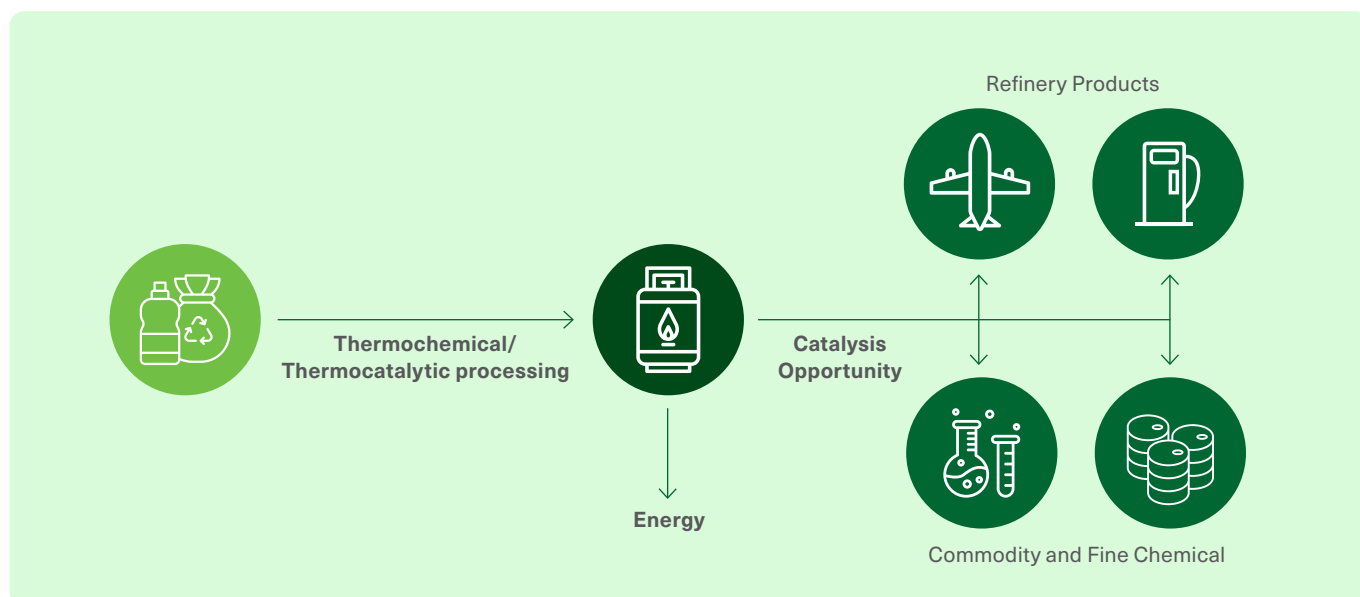 Refinery Products
Thermochemical/
Thermocatalytic processing
Catalysis
Opportunity
Energy
Commodity and Fine Chemical